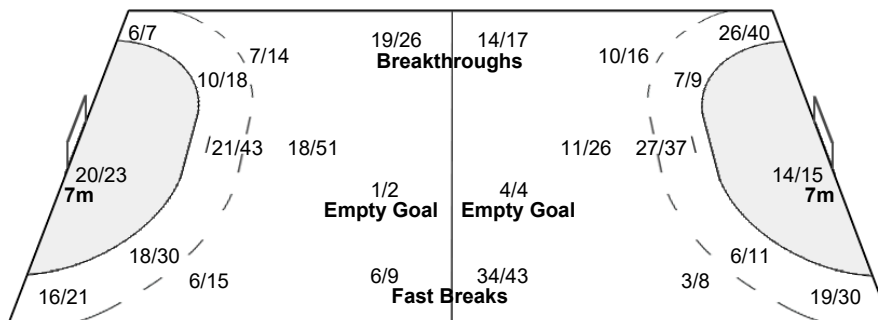 6/7 19/26 14/17 26/40
7/14 Breakthroughs 10/16
10/18 7/9
21/43 18/51 11/26 27/37
20/23 14/15
7m 1/2 4/4 7m
Empty Goal Empty Goal
18/30 6/11
6/15 6/9 34/43 3/8
16/21 Fast Breaks 19/30